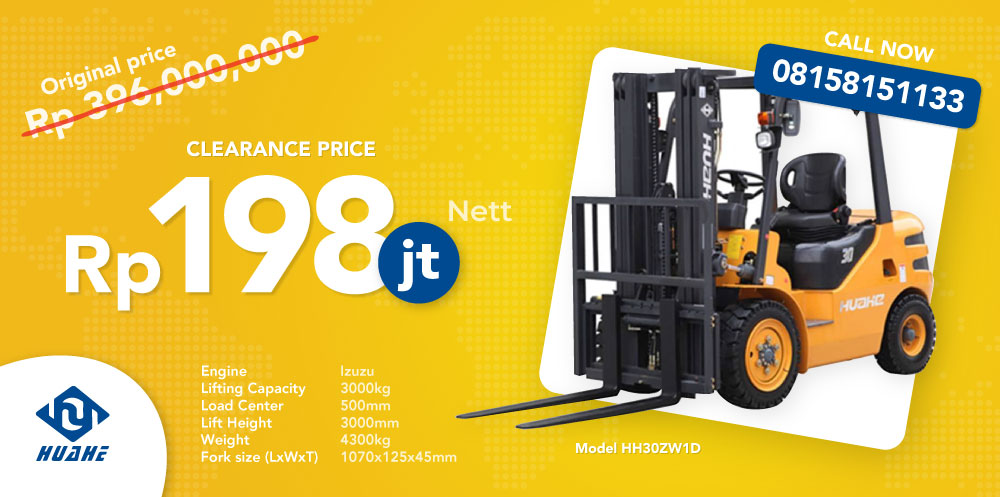 Original price
Rp 396,000,000
CLEARANCE PRICE
Rp198jt Nett
CALL NOW
08158151133
HUAHE
30
HUAHE
Engine Izuzu
Lifting Capacity 3000kg
Load Center 500mm
Lift Height 3000mm
Weight 4300kg
Fork size (LxWxT) 1070x125x45mm
Model HH30ZW1D
HUAHE